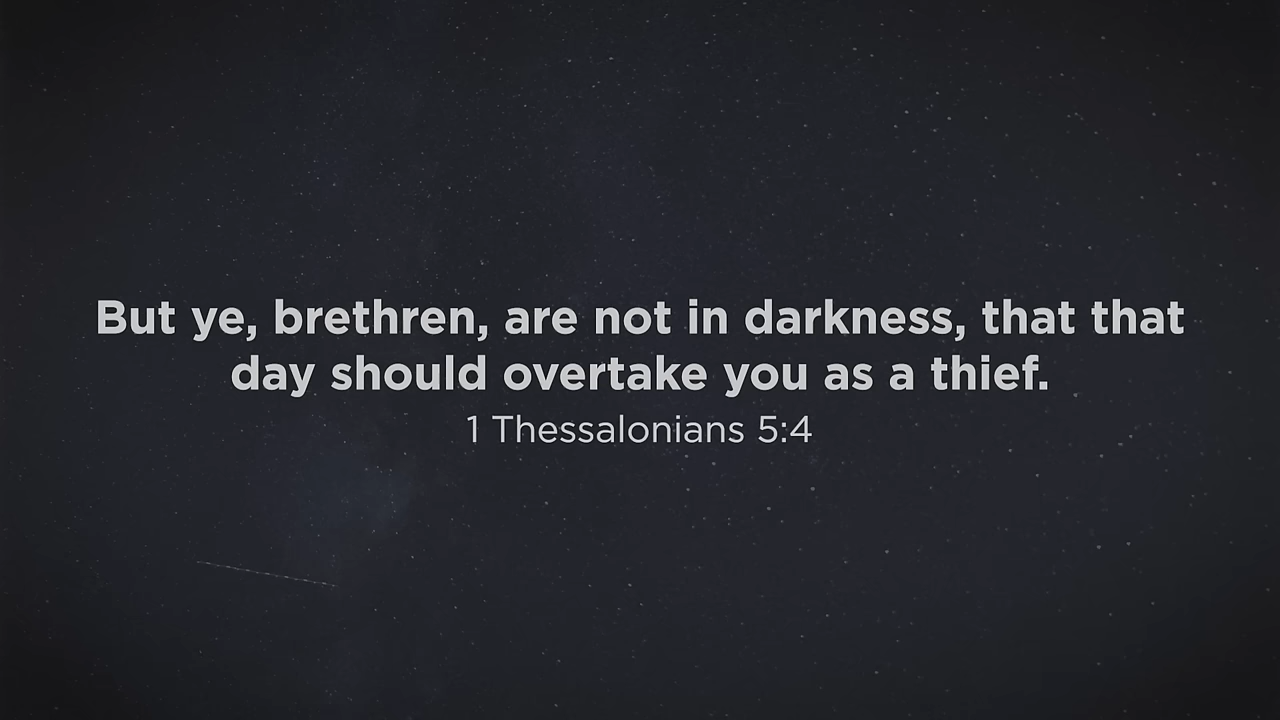 But ye, brethren, are not in darkness, that that
day should overtake you as a thief.
1 Thessalonians 5:4